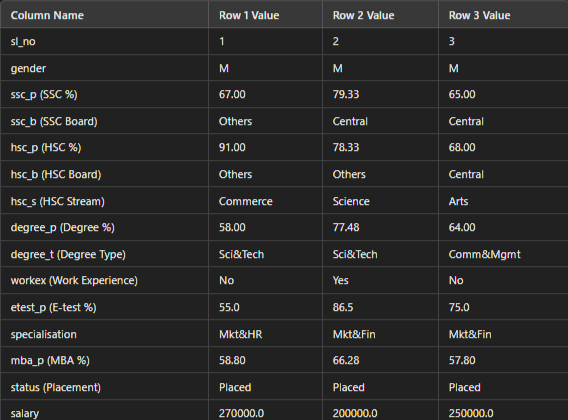 Column Name Row 1 Value Row 2 Value Row 3 Value
sl_no 1 2 3
gender M M M
ssc_p (SSC %) 67.00 79.33 65.00
ssc_b (SSC Board) Others Central Central
hsc_p (HSC %) 91.00 78.33 68.00
hsc_b (HSC Board) Others Others Central
hsc_s (HSC Stream) Commerce Science Arts
degree_p (Degree %) 58.00 77.48 64.00
degree_t (Degree Type) Sci&Tech Sci&Tech Comm&Mgmt
workex (Work Experience) No Yes No
etest_p (E-test %) 55.0 86.5 75.0
specialisation Mkt&HR Mkt&Fin Mkt&Fin
mba_p (MBA %) 58.80 66.28 57.80
status (Placement) Placed Placed Placed
salary 270000.0 200000.0 250000.0